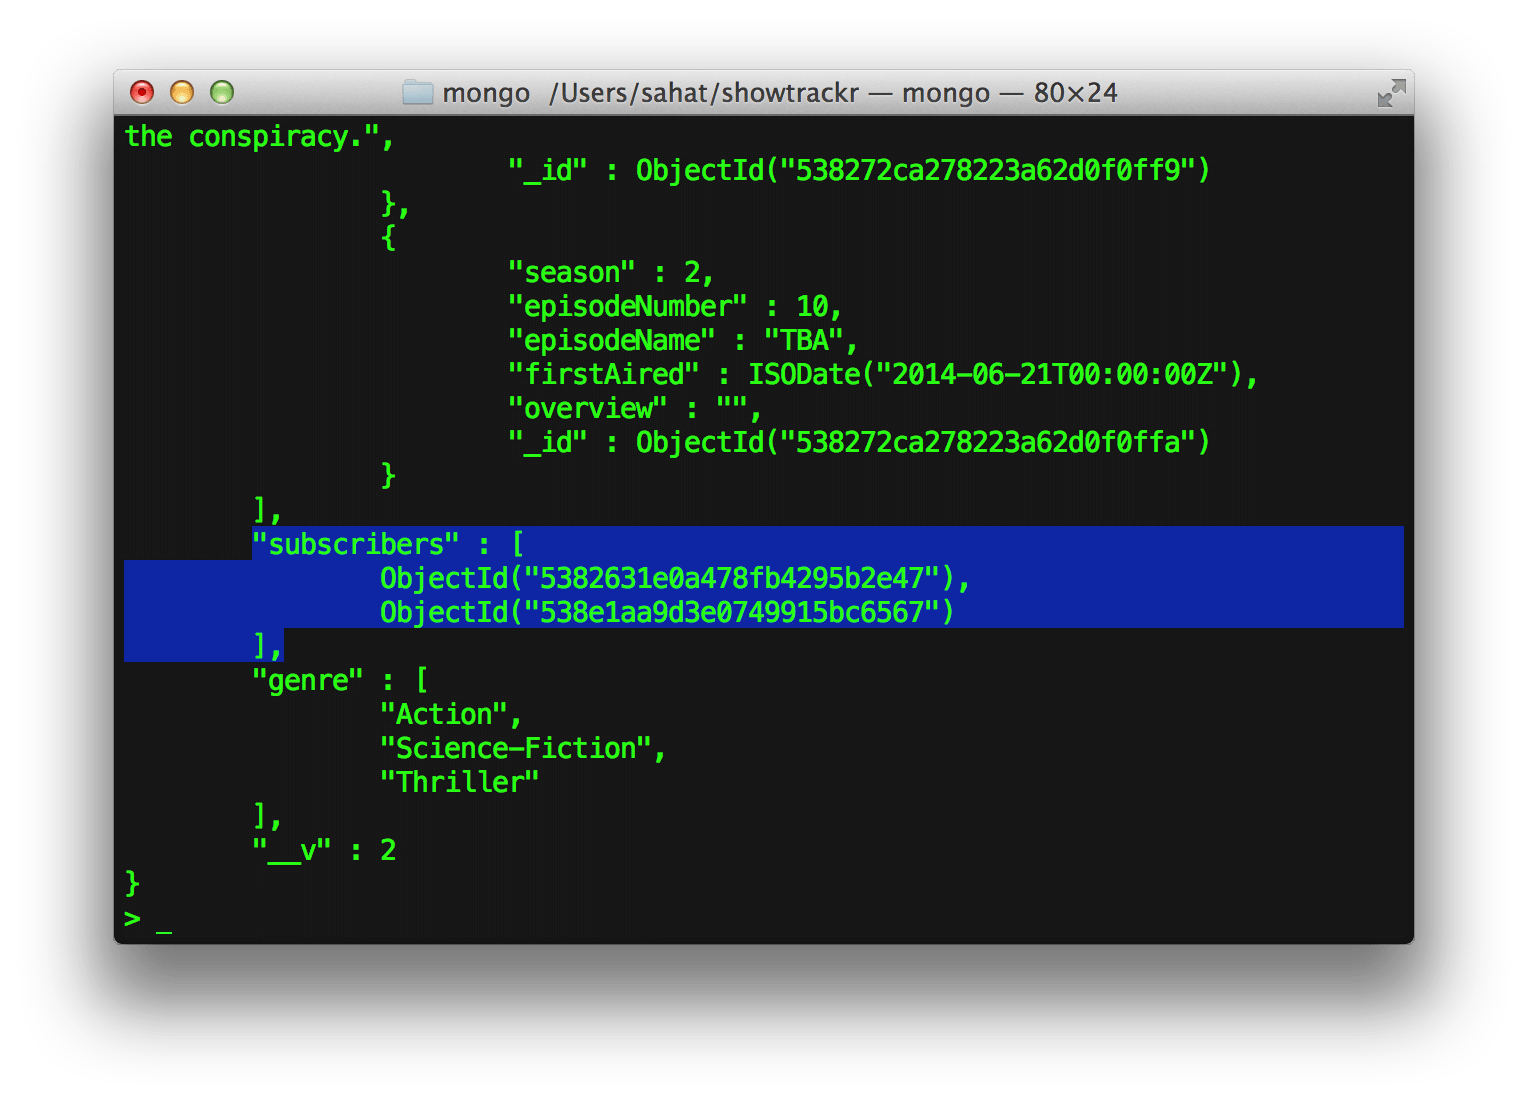 mongo /Users/sahat/showtrackr — mongo — 80×24
the conspiracy.",
"_id" : ObjectId("538272ca278223a62d0f0ff9")
},
{
"season" : 2,
"episodeNumber" : 10,
"episodeName" : "TBA",
"firstAired" : ISODate("2014-06-21T00:00:00Z"),
"overview" : "",
"_id" : ObjectId("538272ca278223a62d0f0ffa")
}
],
"subscribers" : [
ObjectId("5382631e0a478fb4295b2e47"),
ObjectId("538e1aa9d3e0749915bc6567")
],
"genre" : [
"Action",
"Science-Fiction",
"Thriller"
],
"__v" : 2
}
> _